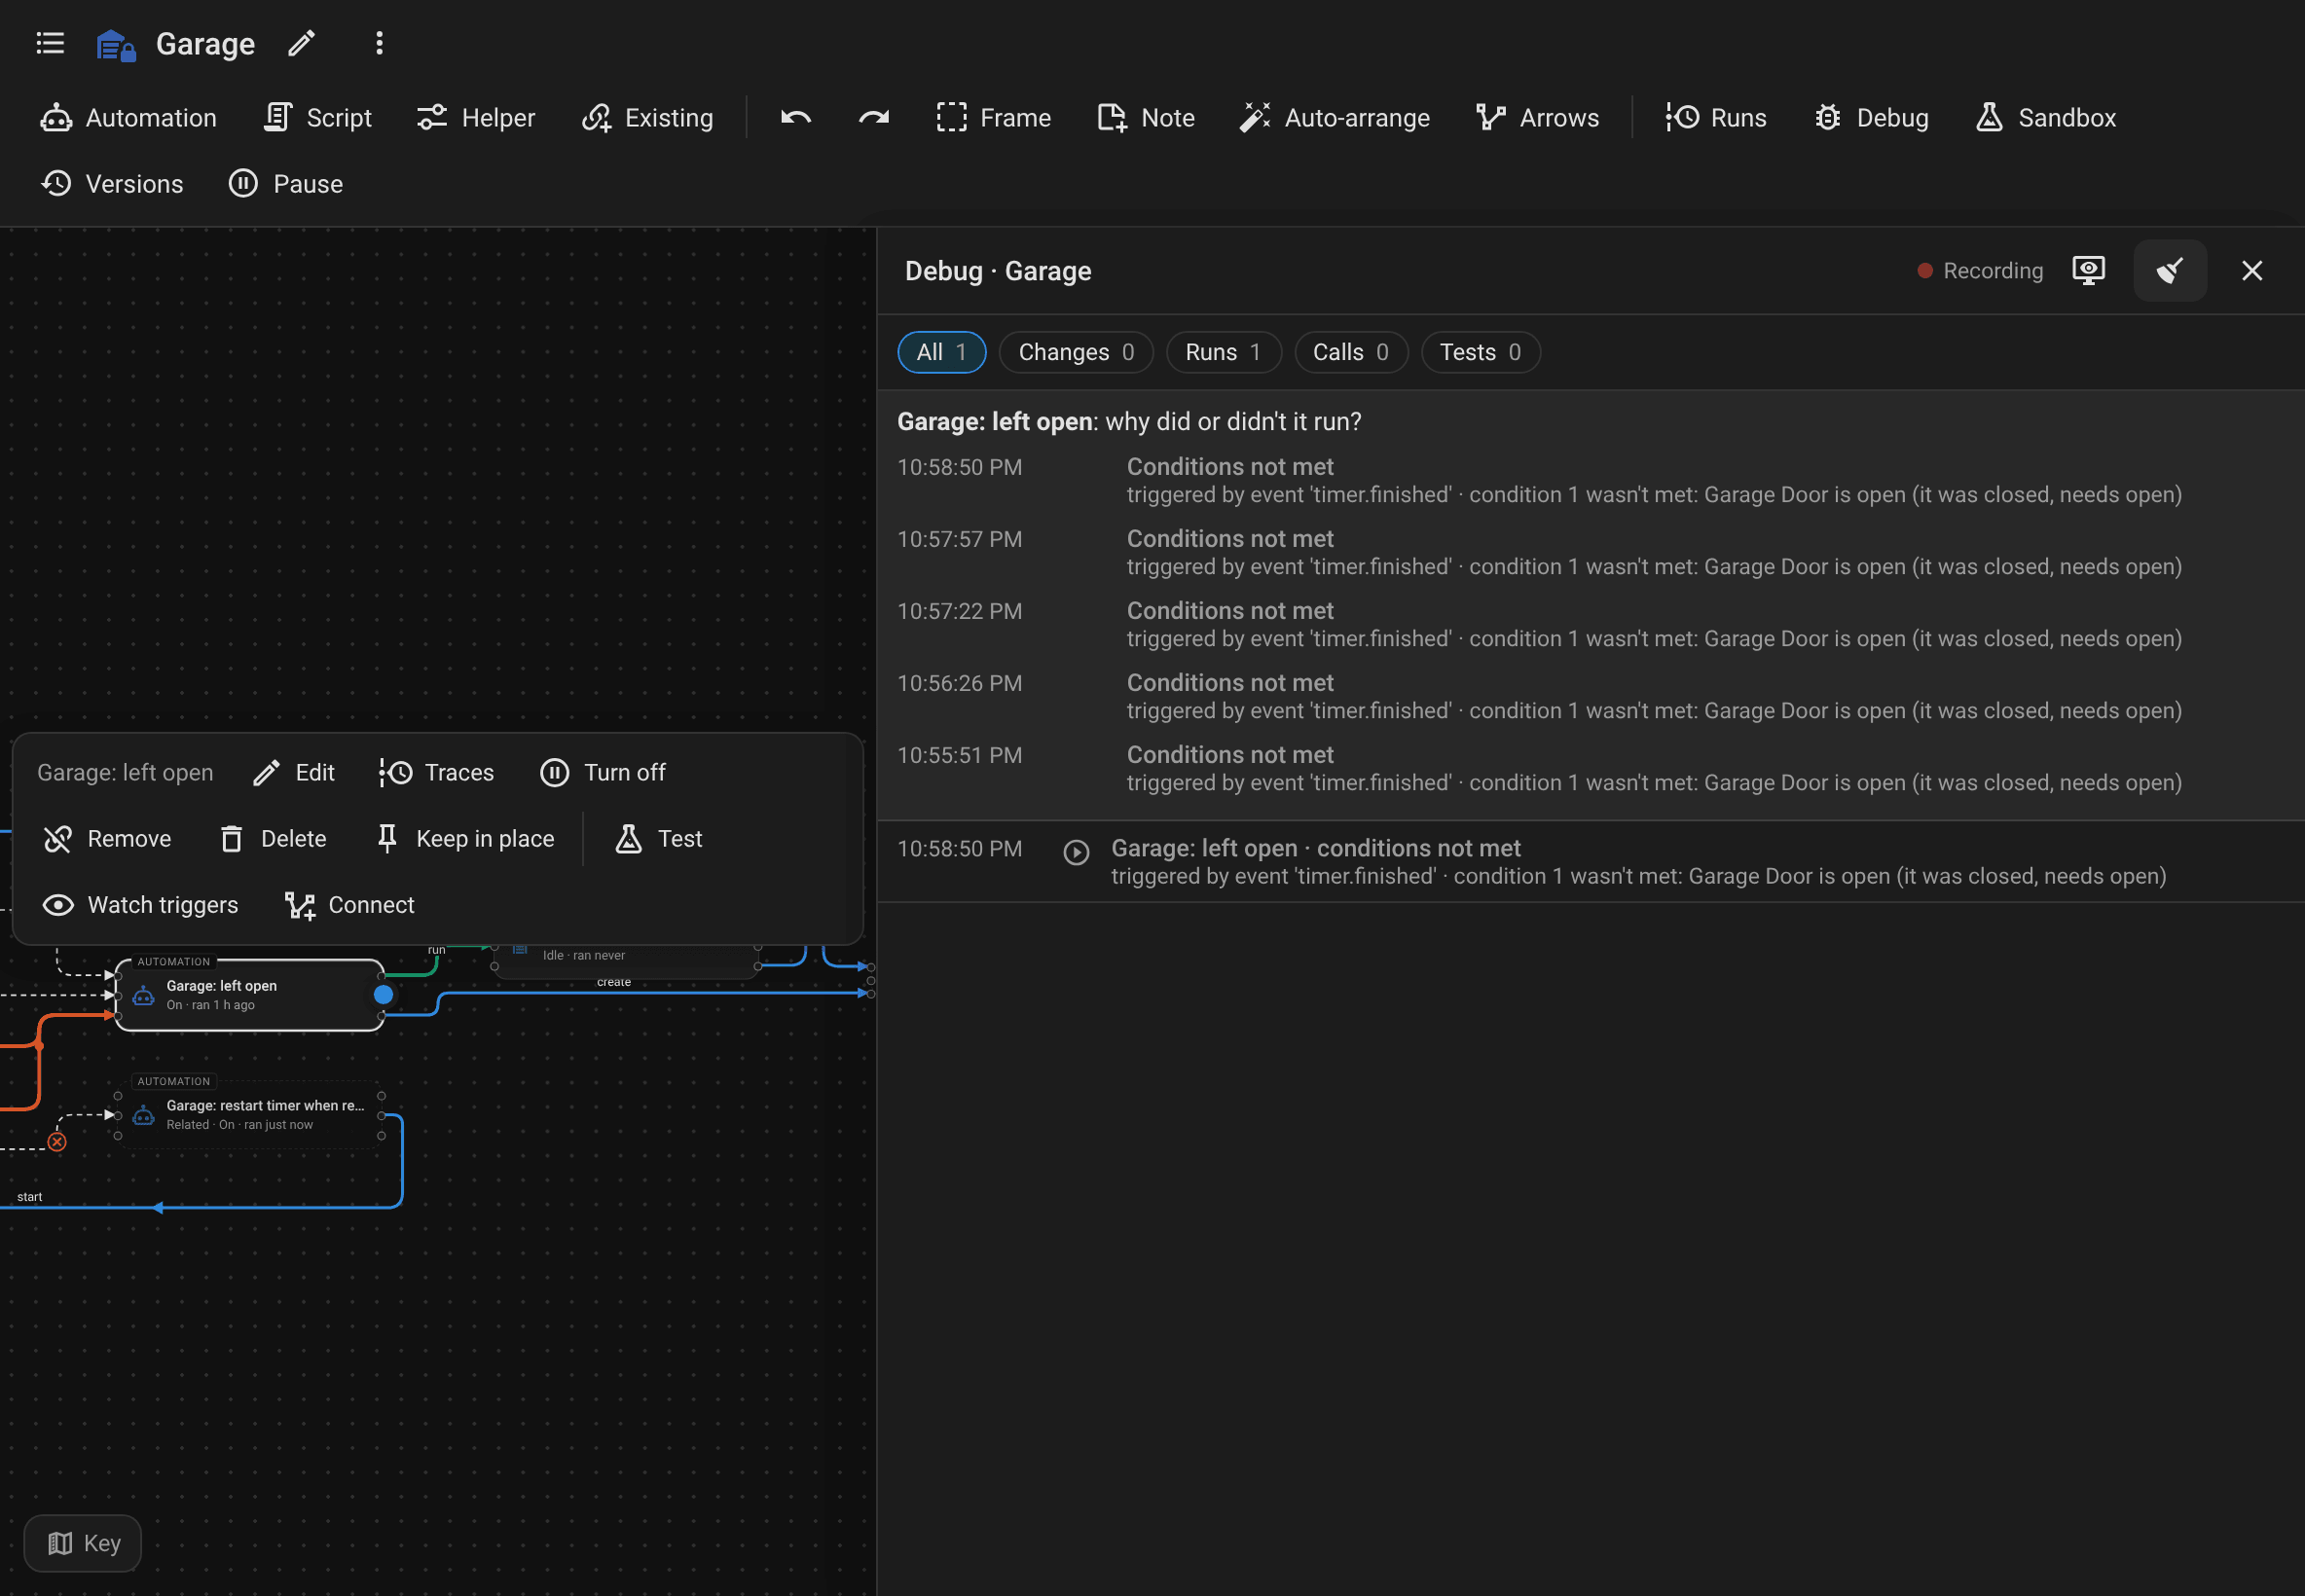 Garage
Automation Script Helper Existing Frame Note Auto-arrange Arrows Runs Debug Sandbox
Versions Pause
Debug · Garage Recording
All 1 Changes 0 Runs 1 Calls 0 Tests 0
Garage: left open: why did or didn't it run?
10:58:50 PM Conditions not met
triggered by event 'timer.finished' · condition 1 wasn't met: Garage Door is open (it was closed, needs open)
10:57:57 PM Conditions not met
triggered by event 'timer.finished' · condition 1 wasn't met: Garage Door is open (it was closed, needs open)
10:57:22 PM Conditions not met
triggered by event 'timer.finished' · condition 1 wasn't met: Garage Door is open (it was closed, needs open)
10:56:26 PM Conditions not met
triggered by event 'timer.finished' · condition 1 wasn't met: Garage Door is open (it was closed, needs open)
10:55:51 PM Conditions not met
triggered by event 'timer.finished' · condition 1 wasn't met: Garage Door is open (it was closed, needs open)
10:58:50 PM Garage: left open · conditions not met
triggered by event 'timer.finished' · condition 1 wasn't met: Garage Door is open (it was closed, needs open)
Garage: left open Edit Traces Turn off
Remove Delete Keep in place Test
Watch triggers Connect
run
Idle · ran never
AUTOMATION
Garage: left open
On · ran 1 h ago
create
AUTOMATION
Garage: restart timer when re...
Related · On · ran just now
start
Key